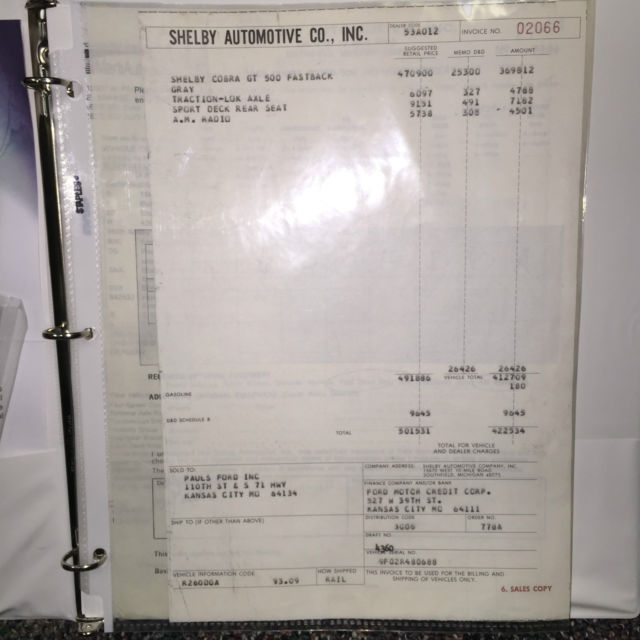 DEALER CODE
SHELBY AUTOMOTIVE CO., INC. 53A012 INVOICE NO. 02066
SUGGESTED RETAIL PRICE MEMO D&D AMOUNT
SHELBY COBRA GT 500 FASTBACK 470900 25300 369812
GRAY
TRACTION-LOK AXLE 6097 327 4788
SPORT DECK REAR SEAT 9151 491 7182
A.M. RADIO 5738 308 4501
26426 26426
491886 VEHICLE TOTAL 412709
GASOLINE 180
D&D SCHEDULE & 9645 9645
TOTAL 501531 422534
TOTAL FOR VEHICLE
AND DEALER CHARGES
SOLD TO:
PAULS FORD INC
110TH ST & S 71 HWY
KANSAS CITY MO 64134
COMPANY ADDRESS: SHELBY AUTOMOTIVE COMPANY, INC.
SOUTHFIELD, MICHIGAN 48075
FINANCE COMPANY AND/OR BANK
FORD MOTOR CREDIT CORP.
327 W 39TH ST.
KANSAS CITY MO 64111
SHIP TO (IF OTHER THAN ABOVE)
DISTRIBUTION CODE ORDER NO.
3G06 778A
DRAFT NO.
4360
VEHICLE SERIAL NO.
9F02R480688
VEHICLE INFORMATION CODE HOW SHIPPED
R26000A 93.09 RAIL
THIS INVOICE TO BE USED FOR THE BILLING AND
SHIPPING OF VEHICLES ONLY.
6. SALES COPY